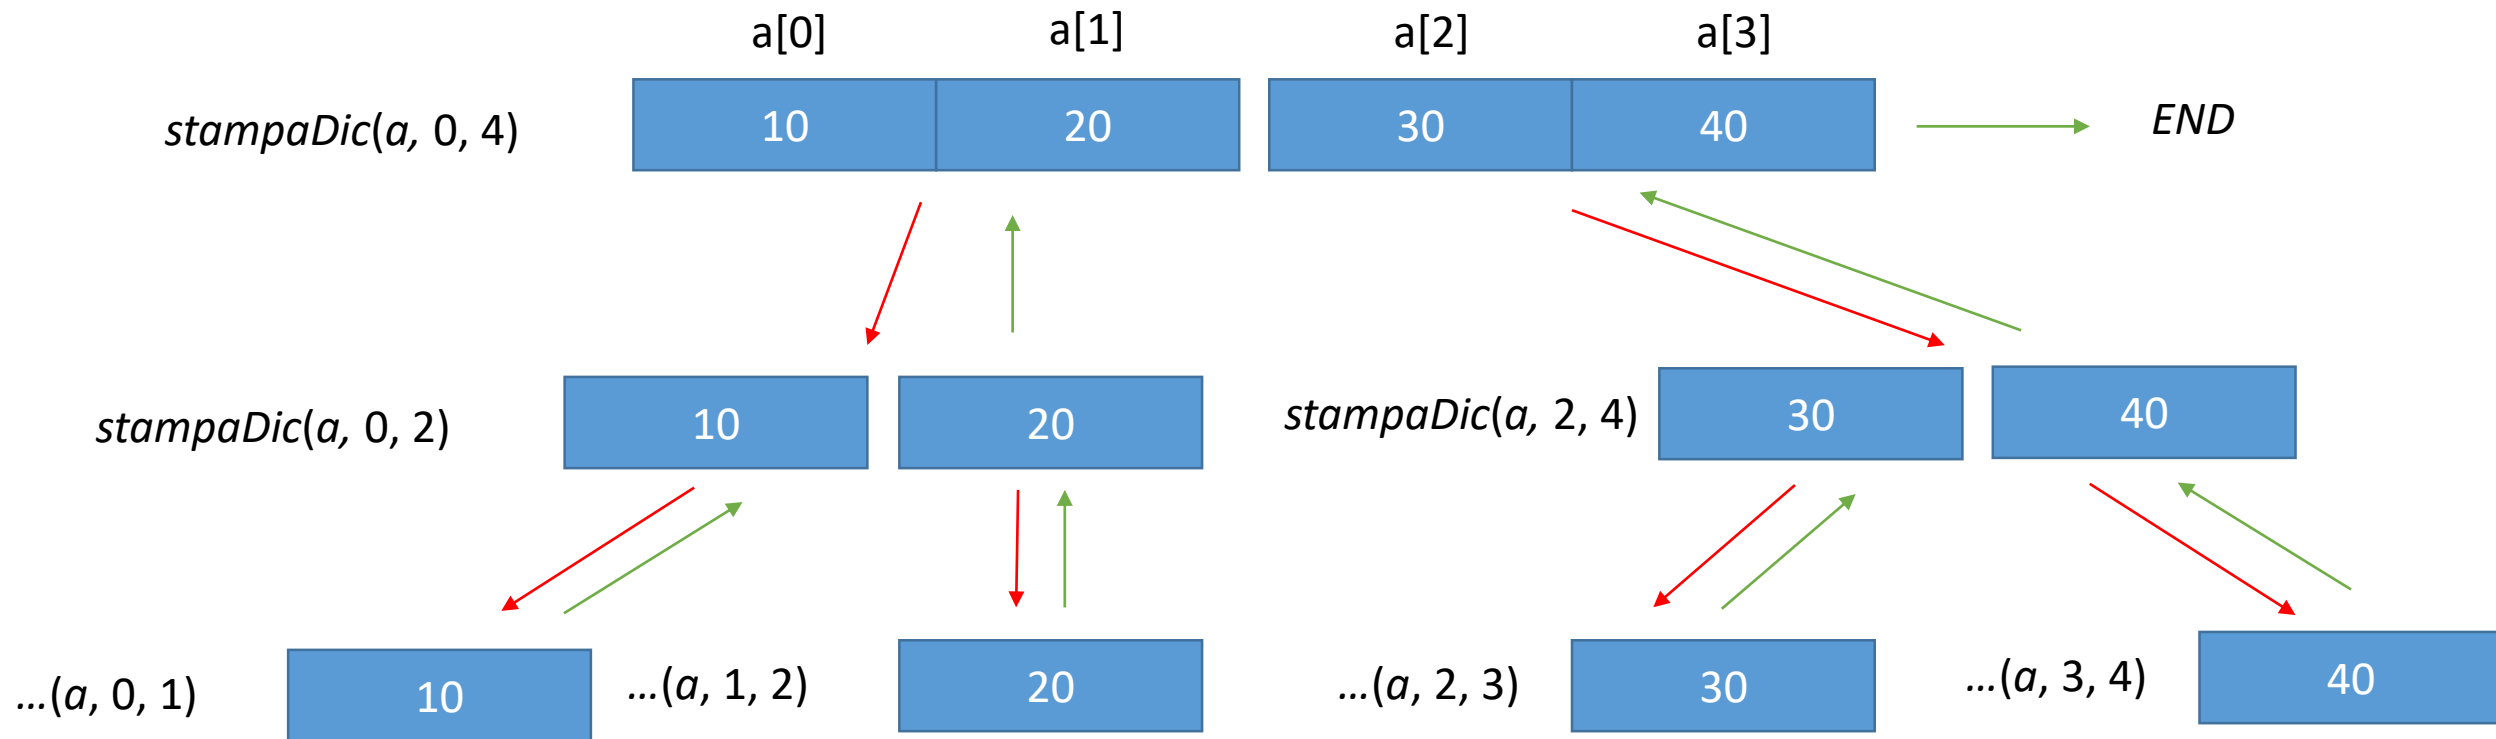 a[0] a[1] a[2] a[3]
stampaDic(a, 0, 4) 10 20 30 40 END
stampaDic(a, 0, 2) 10 20 stampaDic(a, 2, 4) 30 40
...(a, 0, 1) 10 ...(a, 1, 2) 20 ...(a, 2, 3) 30 ...(a, 3, 4) 40